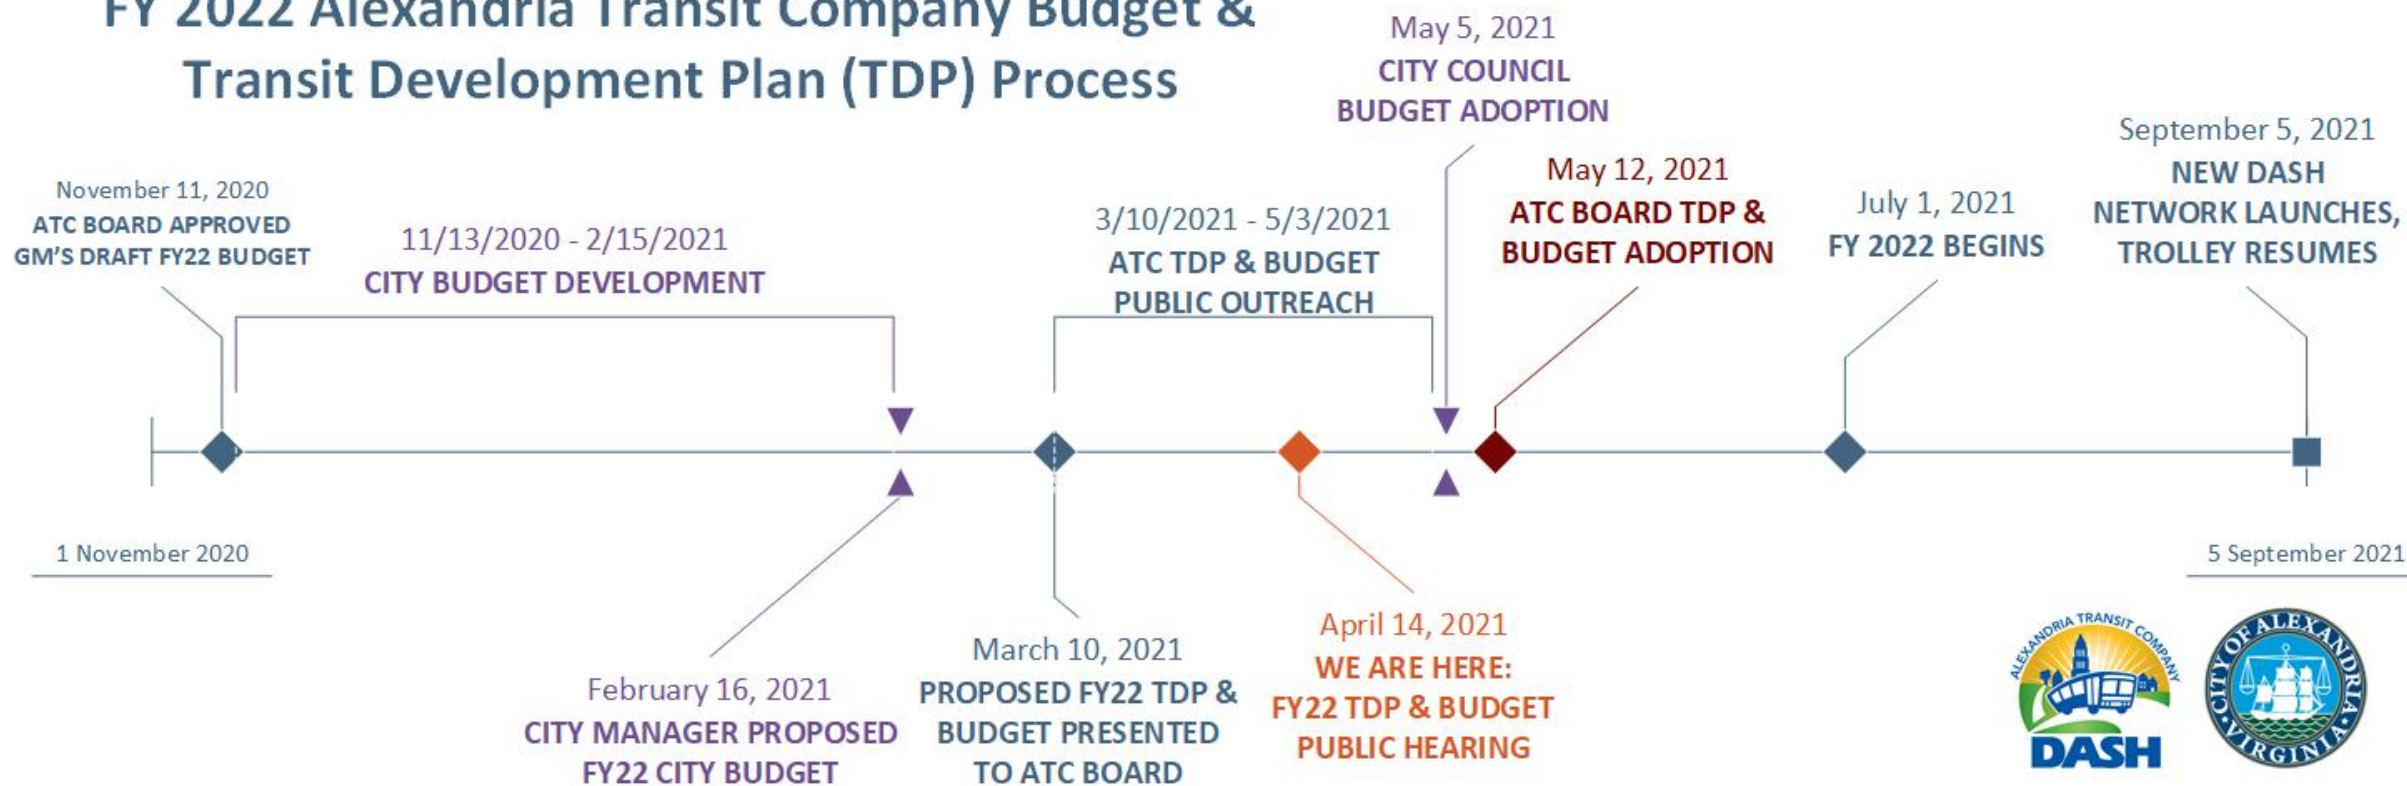 FY 2022 Alexandria Transit Company Budget &
Transit Development Plan (TDP) Process
November 11, 2020
ATC BOARD APPROVED
GM'S DRAFT FY22 BUDGET
11/13/2020 - 2/15/2021
CITY BUDGET DEVELOPMENT
3/10/2021 - 5/3/2021
ATC TDP & BUDGET
PUBLIC OUTREACH
May 5, 2021
CITY COUNCIL
BUDGET ADOPTION
May 12, 2021
ATC BOARD TDP &
BUDGET ADOPTION
July 1, 2021
FY 2022 BEGINS
September 5, 2021
NEW DASH
NETWORK LAUNCHES,
TROLLEY RESUMES
1 November 2020
5 September 2021
February 16, 2021
CITY MANAGER PROPOSED
FY22 CITY BUDGET
March 10, 2021
PROPOSED FY22 TDP &
BUDGET PRESENTED
TO ATC BOARD
April 14, 2021
WE ARE HERE:
FY22 TDP & BUDGET
PUBLIC HEARING
ALEXANDRIA TRANSIT COMPANY
DASH
CITY OF ALEXANDRIA
VIRGINIA